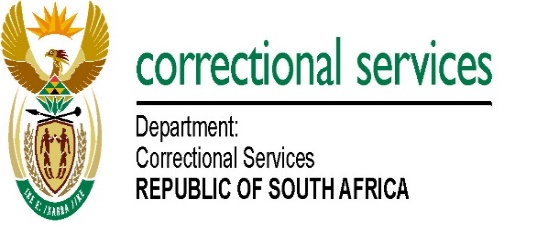 correctional services
Department:
Correctional Services
REPUBLIC OF SOUTH AFRICA